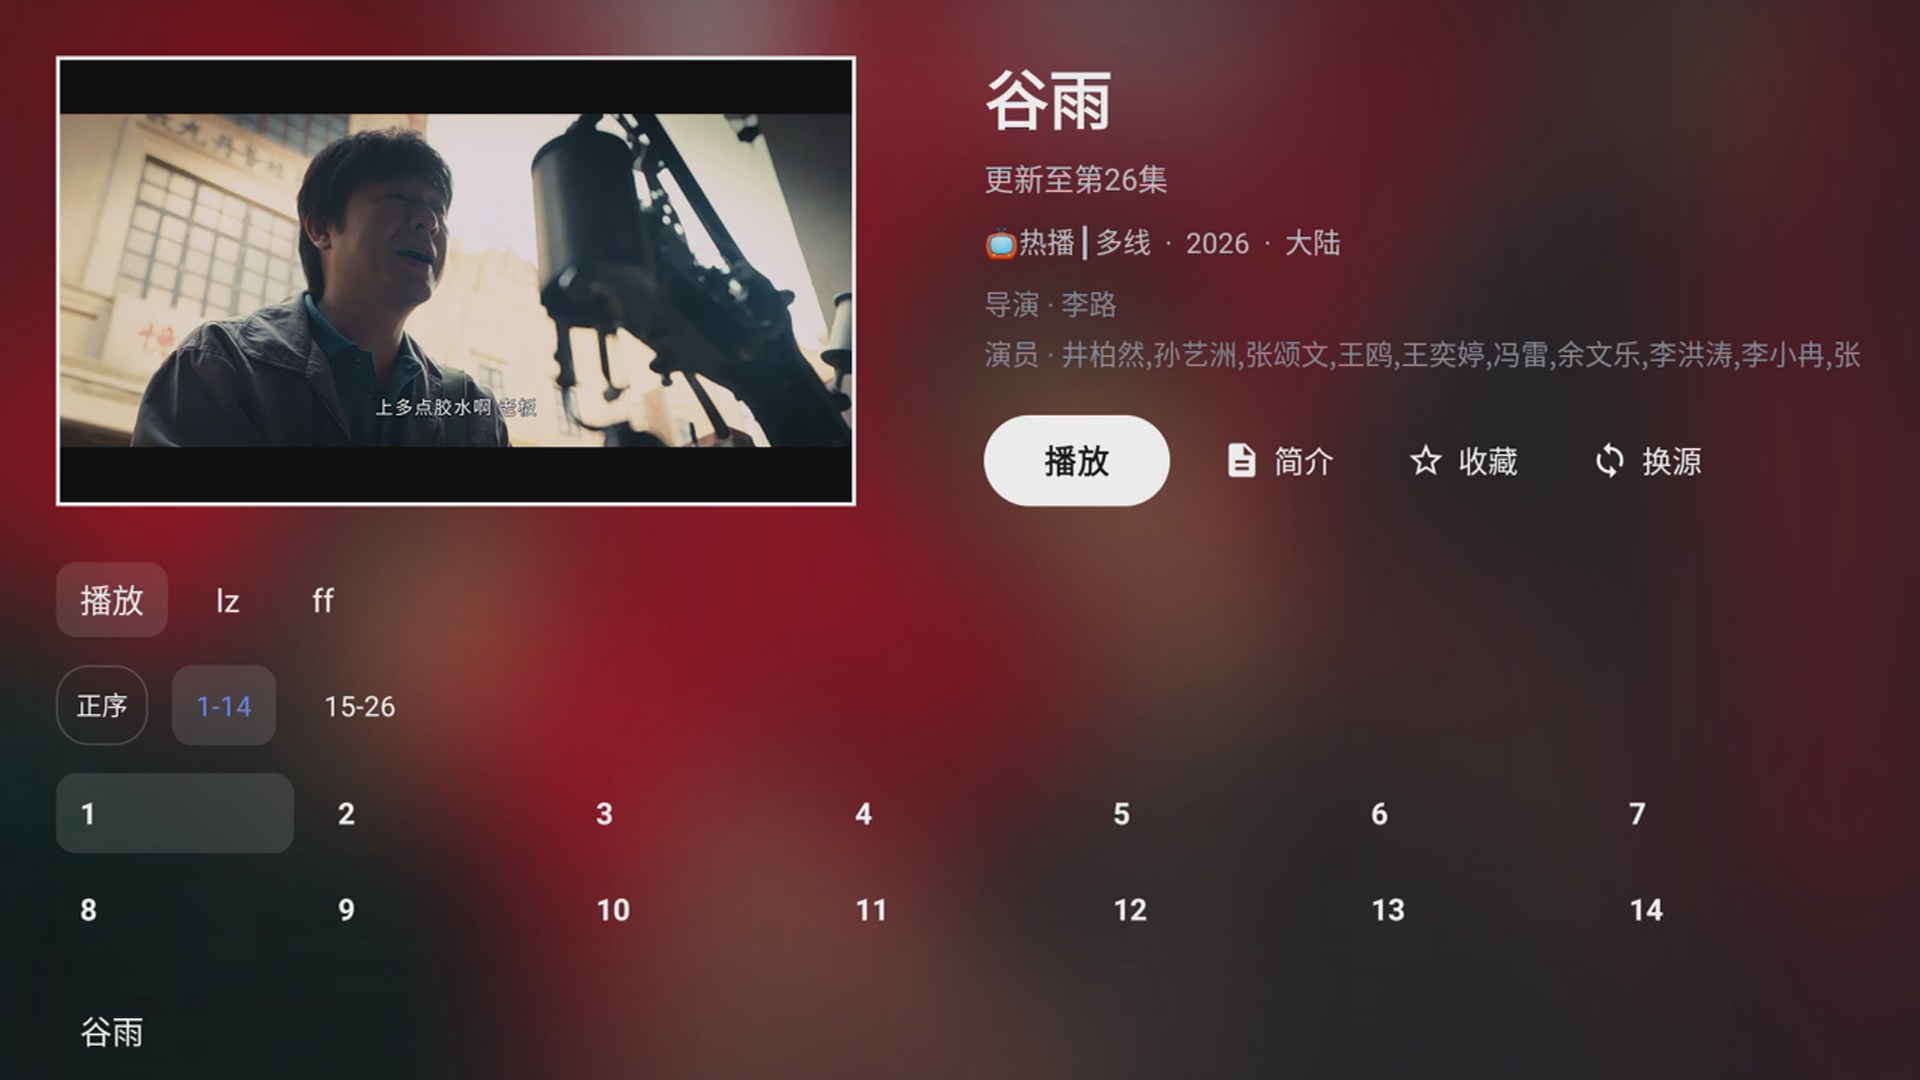 谷雨
更新至第26集
📺热播┃多线 · 2026 · 大陆
导演 · 李路
演员 · 井柏然,孙艺洲,张颂文,王鸥,王奕婷,冯雷,余文乐,李洪涛,李小冉,张
上多点胶水啊 老板
播放 简介 收藏 换源
播放 lz ff
正序 1-14 15-26
1 2 3 4 5 6 7
8 9 10 11 12 13 14
谷雨